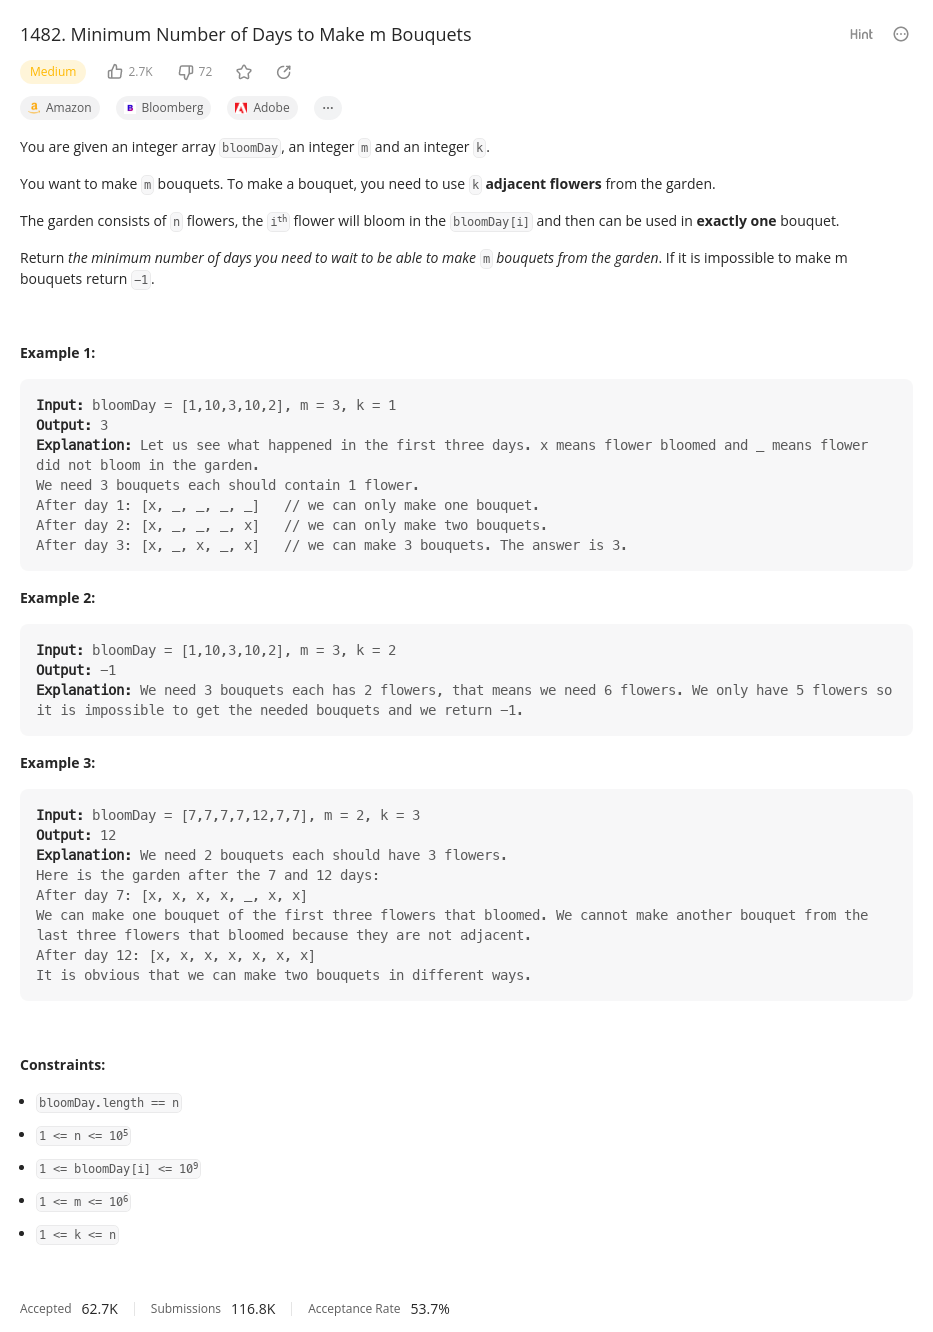 1482. Minimum Number of Days to Make m Bouquets
Hint
Medium 2.7K 72
Amazon B Bloomberg Adobe ...
You are given an integer array bloomDay, an integer m and an integer k.
You want to make m bouquets. To make a bouquet, you need to use k adjacent flowers from the garden.
The garden consists of n flowers, the iᵗʰ flower will bloom in the bloomDay[i] and then can be used in exactly one bouquet.
Return the minimum number of days you need to wait to be able to make m bouquets from the garden. If it is impossible to make m
bouquets return -1.
Example 1:
Input: bloomDay = [1,10,3,10,2], m = 3, k = 1
Output: 3
Explanation: Let us see what happened in the first three days. x means flower bloomed and _ means flower
did not bloom in the garden.
We need 3 bouquets each should contain 1 flower.
After day 1: [x, _, _, _, _]   // we can only make one bouquet.
After day 2: [x, _, _, _, x]   // we can only make two bouquets.
After day 3: [x, _, x, _, x]   // we can make 3 bouquets. The answer is 3.
Example 2:
Input: bloomDay = [1,10,3,10,2], m = 3, k = 2
Output: -1
Explanation: We need 3 bouquets each has 2 flowers, that means we need 6 flowers. We only have 5 flowers so
it is impossible to get the needed bouquets and we return -1.
Example 3:
Input: bloomDay = [7,7,7,7,12,7,7], m = 2, k = 3
Output: 12
Explanation: We need 2 bouquets each should have 3 flowers.
Here is the garden after the 7 and 12 days:
After day 7: [x, x, x, x, _, x, x]
We can make one bouquet of the first three flowers that bloomed. We cannot make another bouquet from the
last three flowers that bloomed because they are not adjacent.
After day 12: [x, x, x, x, x, x, x]
It is obvious that we can make two bouquets in different ways.
Constraints:
• bloomDay.length == n
• 1 <= n <= 10⁵
• 1 <= bloomDay[i] <= 10⁹
• 1 <= m <= 10⁶
• 1 <= k <= n
Accepted 62.7K Submissions 116.8K Acceptance Rate 53.7%